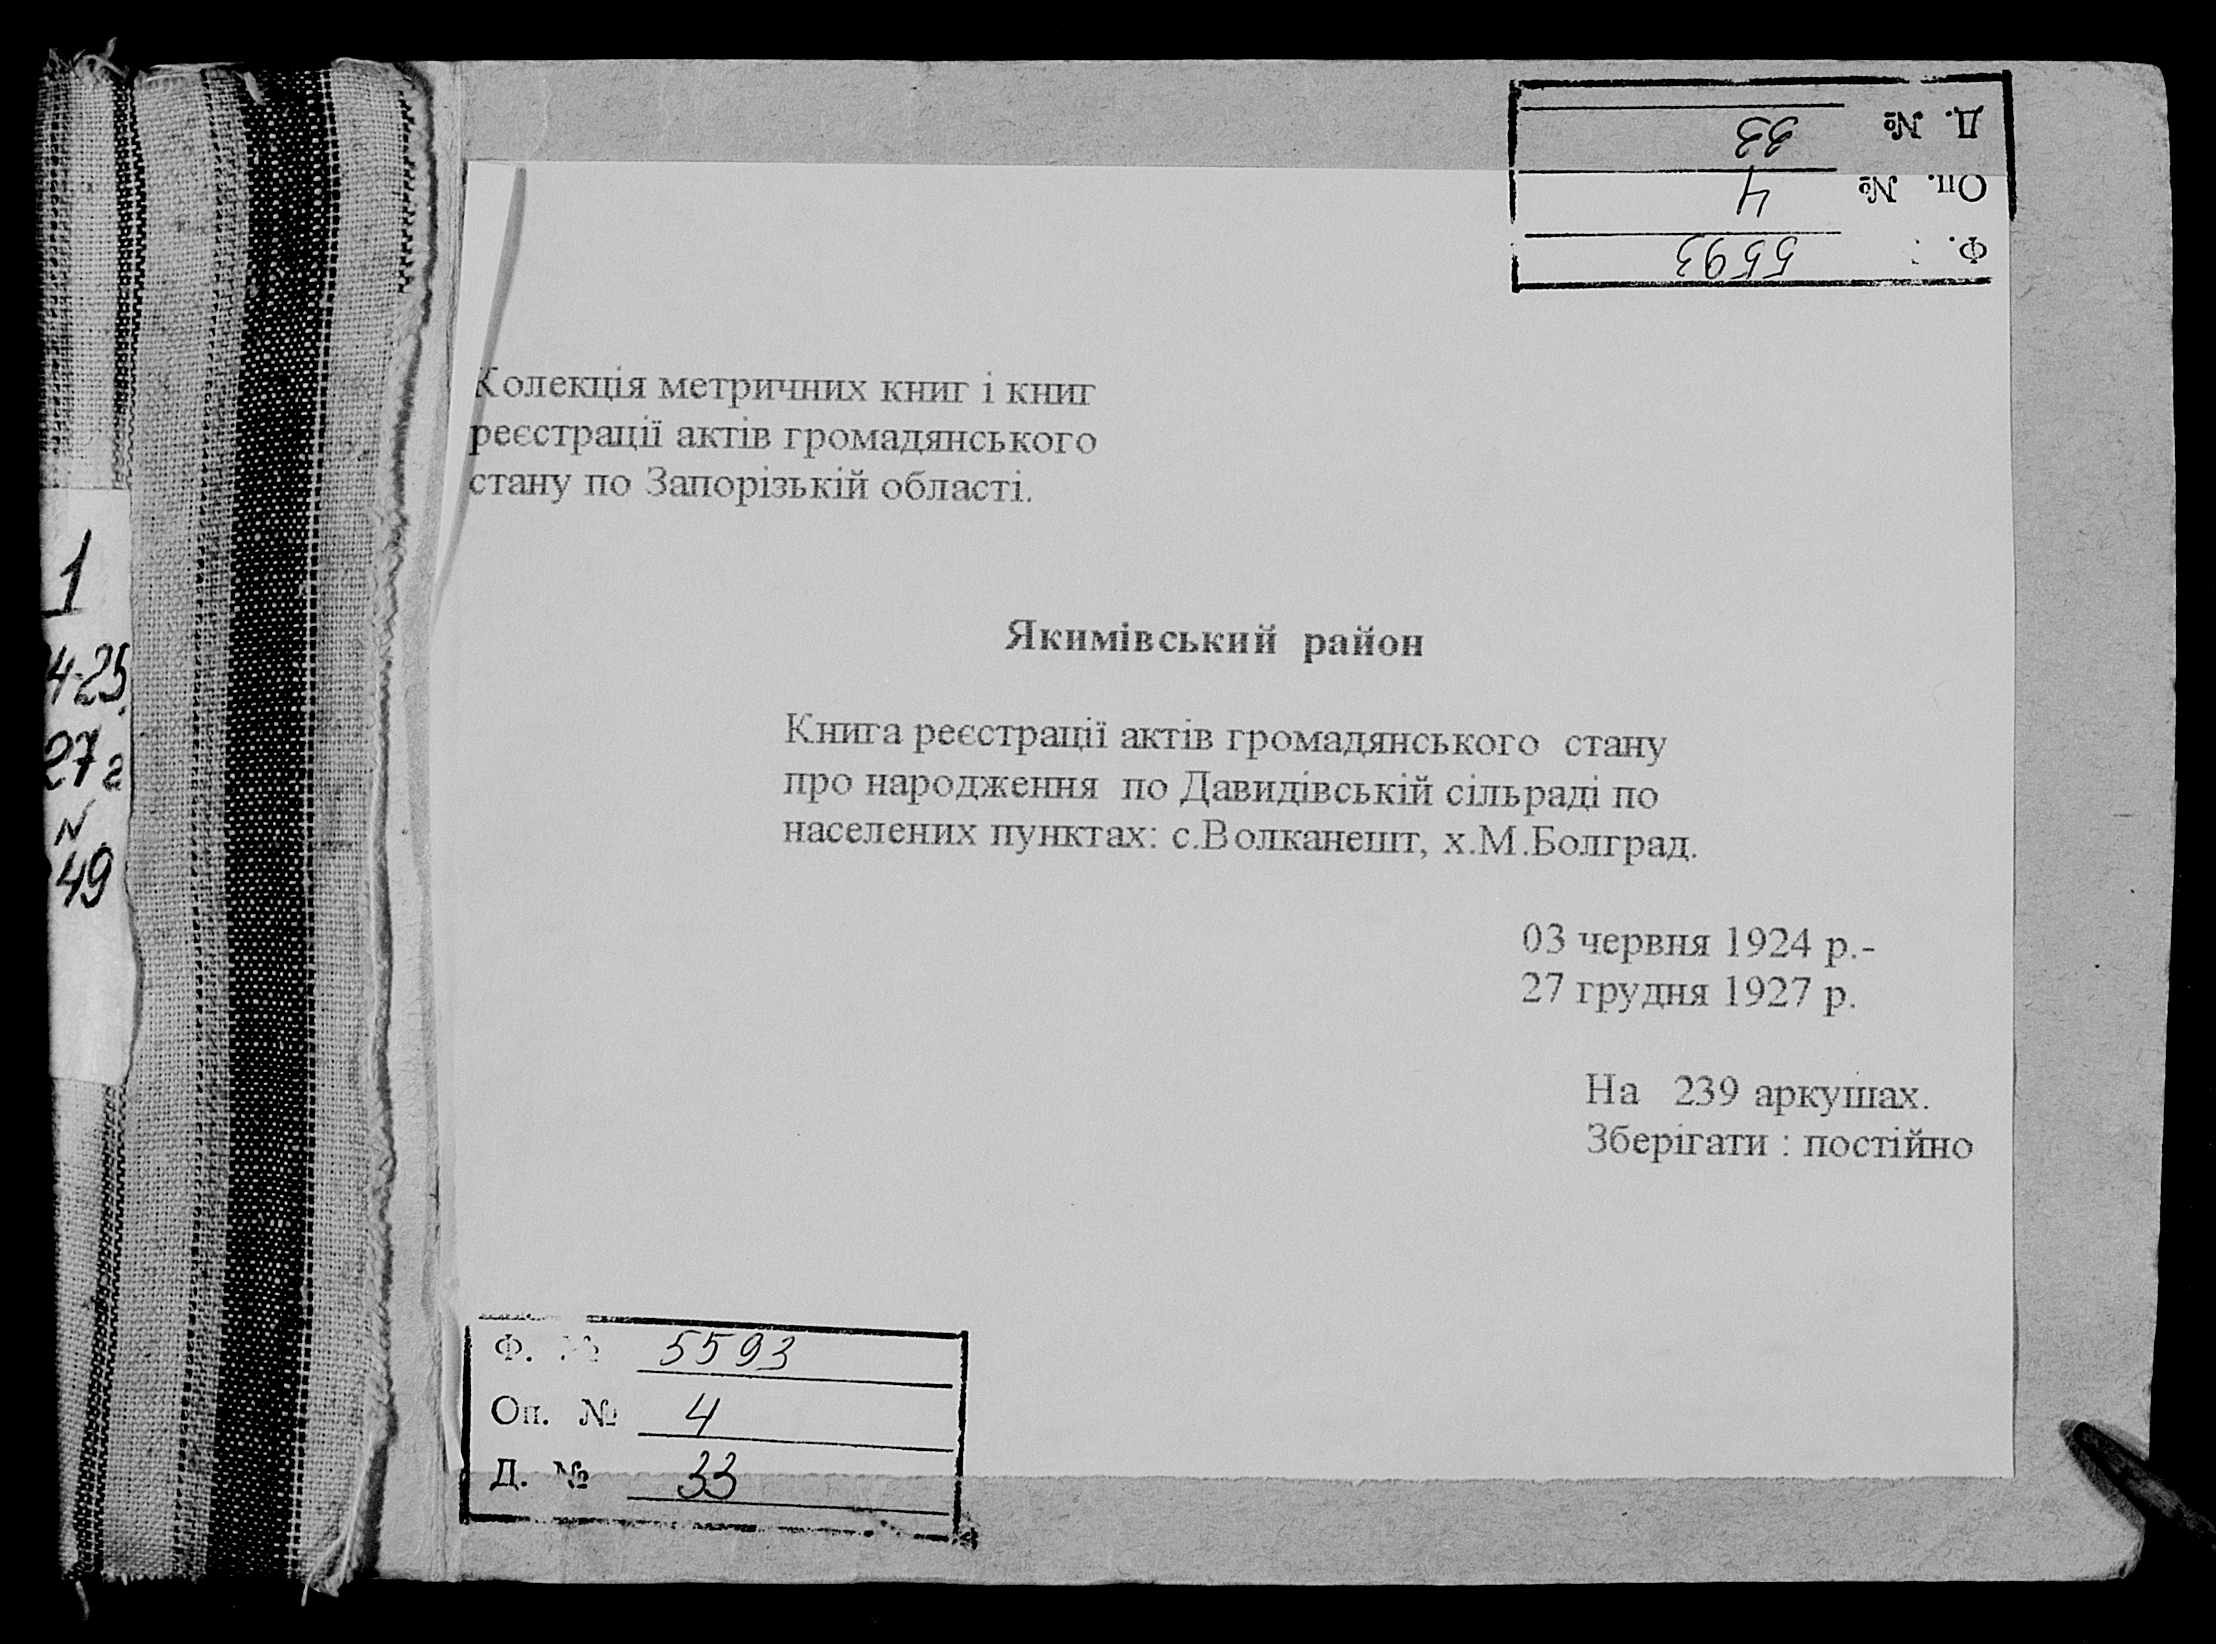 Д. № 33
Оп. № 4
Ф. 5593
Колекція метричних книг і книг
реєстрації актів громадянського
стану по Запорізькій області.
Якимівський район
Книга реєстрації актів громадянського стану
про народження по Давидівській сільраді по
населених пунктах: с.Волканешт, х.М.Болград.
03 червня 1924 р.-
27 грудня 1927 р.
На 239 аркушах.
Зберігати : постійно
Ф. № 5593
Оп. № 4
Д. № 33
1
4-25
27 г
N
49